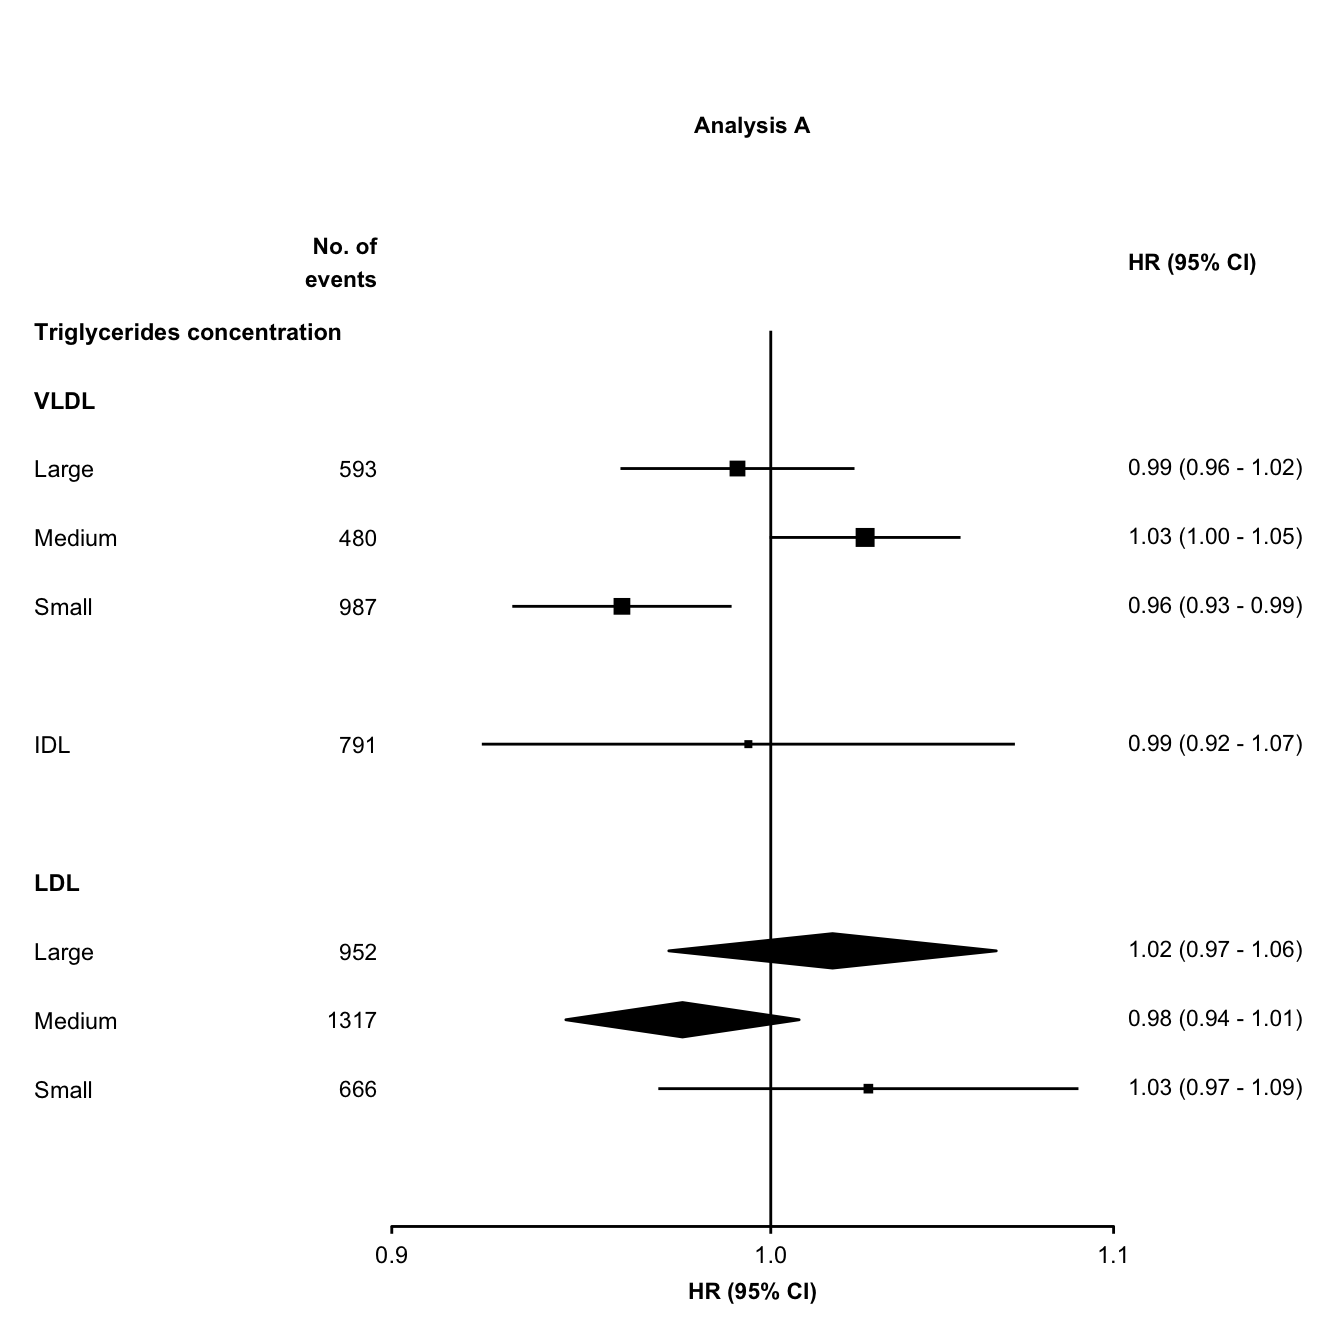 Analysis A
No. of
events
HR (95% CI)
Triglycerides concentration
VLDL
Large 593 0.99 (0.96 - 1.02)
Medium 480 1.03 (1.00 - 1.05)
Small 987 0.96 (0.93 - 0.99)
IDL 791 0.99 (0.92 - 1.07)
LDL
Large 952 1.02 (0.97 - 1.06)
Medium 1317 0.98 (0.94 - 1.01)
Small 666 1.03 (0.97 - 1.09)
0.9 1.0 1.1
HR (95% CI)